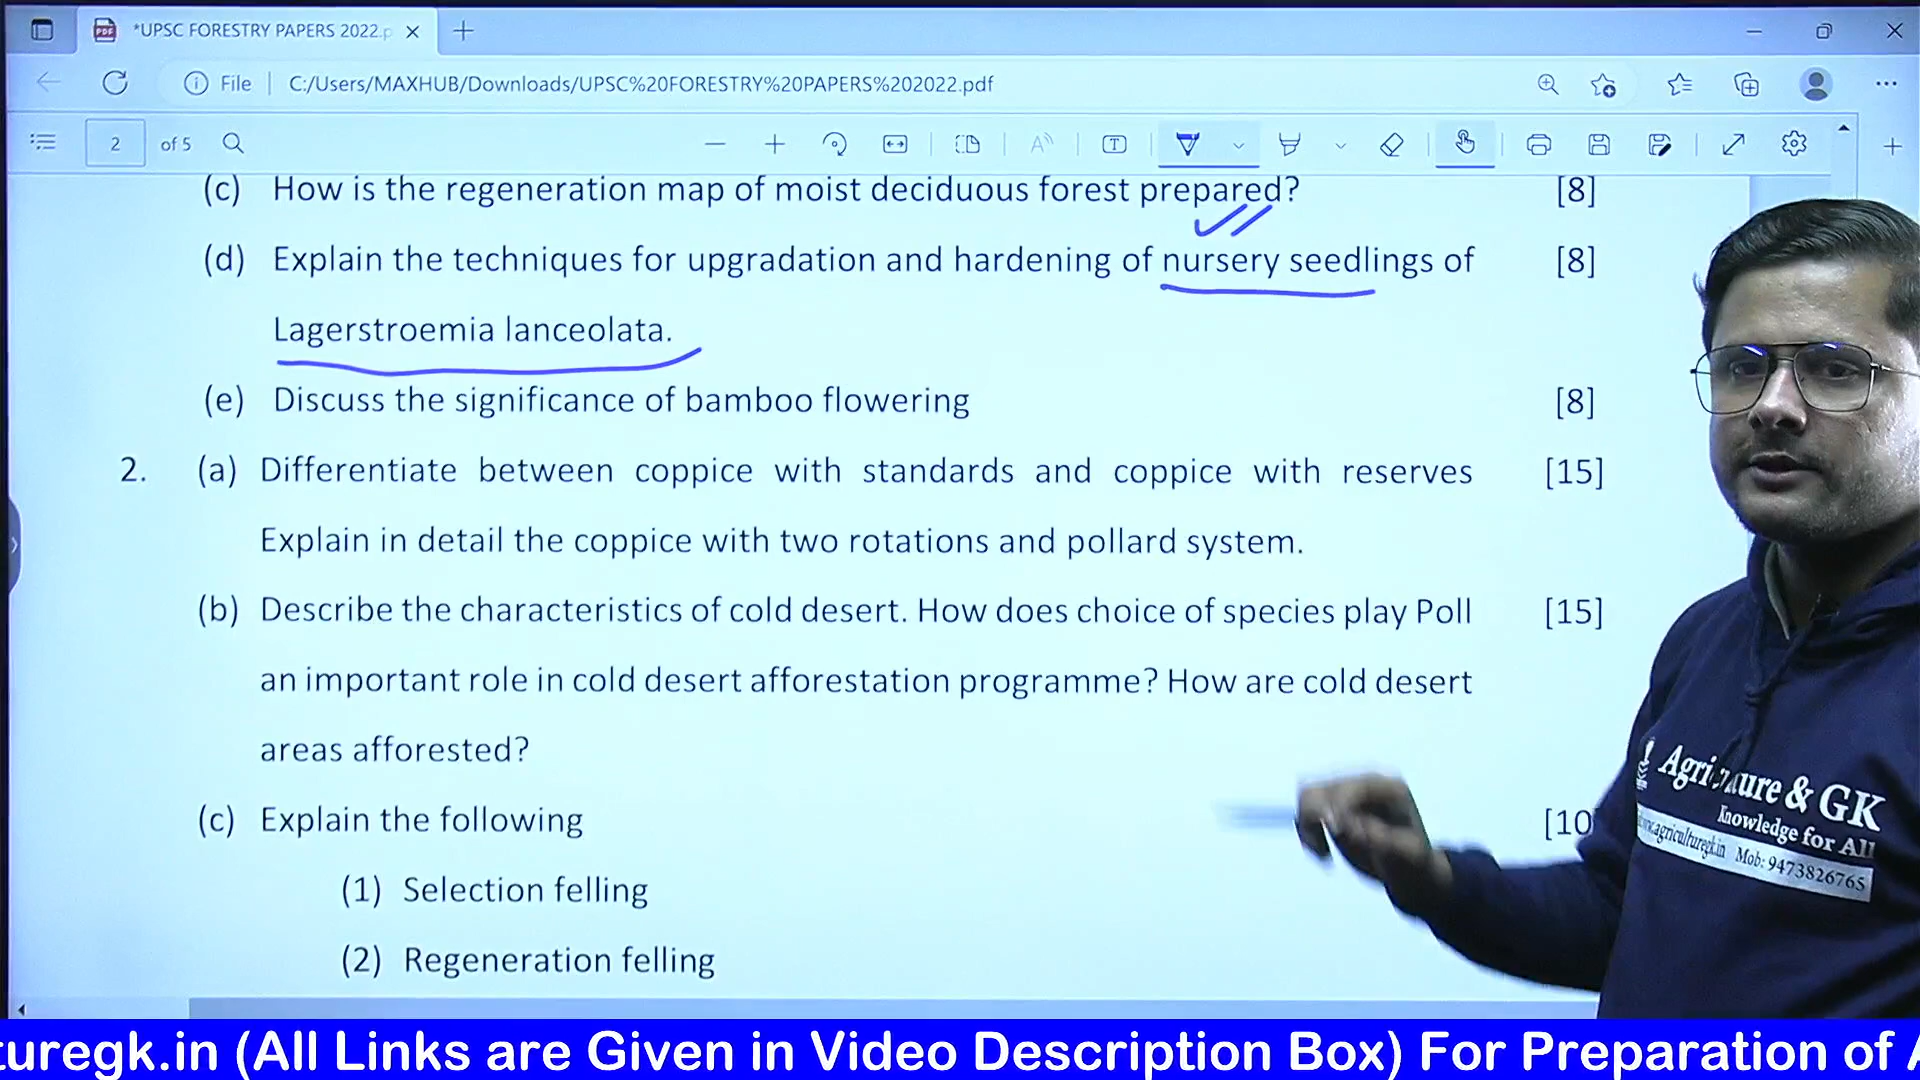 *UPSC FORESTRY PAPERS 2022.p
File
C:/Users/MAXHUB/Downloads/UPSC%20FORESTRY%20PAPERS%202022.pdf
2 of 5
(c) How is the regeneration map of moist deciduous forest prepared? [8]
(d) Explain the techniques for upgradation and hardening of nursery seedlings of [8]
Lagerstroemia lanceolata.
(e) Discuss the significance of bamboo flowering [8]
2. (a) Differentiate between coppice with standards and coppice with reserves [15]
Explain in detail the coppice with two rotations and pollard system.
(b) Describe the characteristics of cold desert. How does choice of species play Poll [15]
an important role in cold desert afforestation programme? How are cold desert
areas afforested?
(c) Explain the following [10
(1) Selection felling
(2) Regeneration felling
Agriculture & GK
Knowledge for All
www.agriculturegk.in Mob: 9473826765
turegk.in (All Links are Given in Video Description Box) For Preparation of A